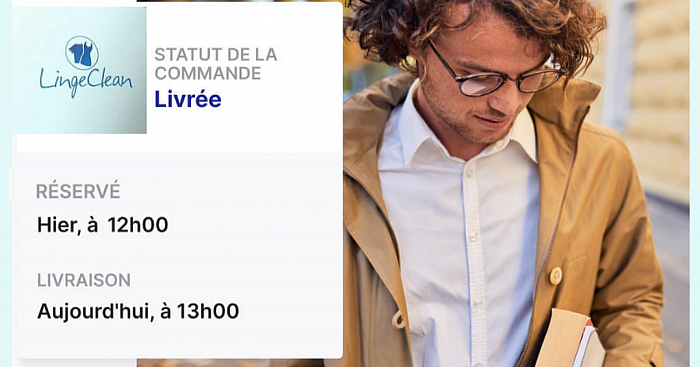 LingeClean
STATUT DE LA
COMMANDE
Livrée
RÉSERVÉ
Hier, à 12h00
LIVRAISON
Aujourd'hui, à 13h00